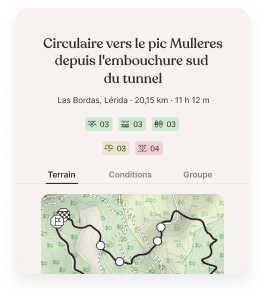 Circulaire vers le pic Mulleres
depuis l'embouchure sud
du tunnel
Las Bordas, Lérida · 20,15 km · 11 h 12 m
03 03 03
03 04
Terrain Conditions Groupe